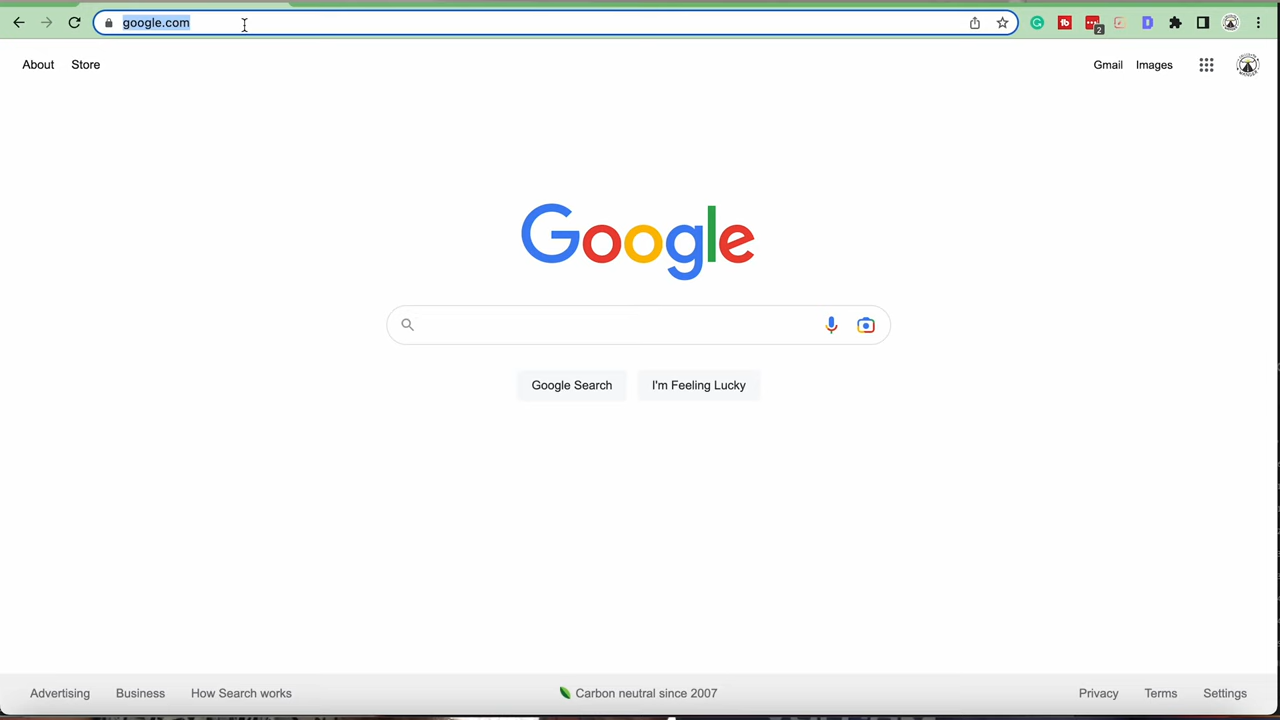 google.com
2
About
Store
Gmail
Images
Google
Google Search
I'm Feeling Lucky
Advertising
Business
How Search works
Carbon neutral since 2007
Privacy
Terms
Settings